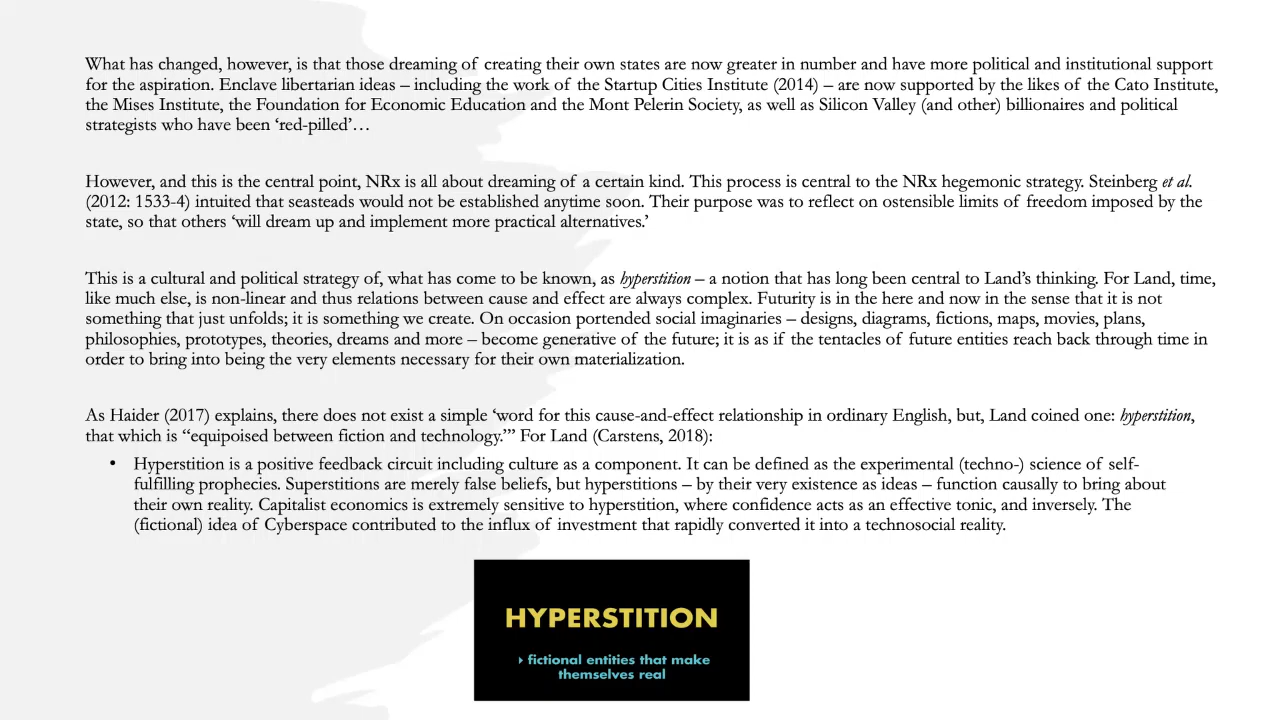 What has changed, however, is that those dreaming of creating their own states are now greater in number and have more political and institutional support
for the aspiration. Enclave libertarian ideas – including the work of the Startup Cities Institute (2014) – are now supported by the likes of the Cato Institute,
the Mises Institute, the Foundation for Economic Education and the Mont Pelerin Society, as well as Silicon Valley (and other) billionaires and political
strategists who have been ‘red-pilled’…
However, and this is the central point, NRx is all about dreaming of a certain kind. This process is central to the NRx hegemonic strategy. Steinberg et al.
(2012: 1533-4) intuited that seasteads would not be established anytime soon. Their purpose was to reflect on ostensible limits of freedom imposed by the
state, so that others ‘will dream up and implement more practical alternatives.’
This is a cultural and political strategy of, what has come to be known, as hyperstition – a notion that has long been central to Land’s thinking. For Land, time,
like much else, is non-linear and thus relations between cause and effect are always complex. Futurity is in the here and now in the sense that it is not
something that just unfolds; it is something we create. On occasion portended social imaginaries – designs, diagrams, fictions, maps, movies, plans,
philosophies, prototypes, theories, dreams and more – become generative of the future; it is as if the tentacles of future entities reach back through time in
order to bring into being the very elements necessary for their own materialization.
As Haider (2017) explains, there does not exist a simple ‘word for this cause-and-effect relationship in ordinary English, but, Land coined one: hyperstition,
that which is “equipoised between fiction and technology.”’ For Land (Carstens, 2018):
• Hyperstition is a positive feedback circuit including culture as a component. It can be defined as the experimental (techno-) science of self-
fulfilling prophecies. Superstitions are merely false beliefs, but hyperstitions – by their very existence as ideas – function causally to bring about
their own reality. Capitalist economics is extremely sensitive to hyperstition, where confidence acts as an effective tonic, and inversely. The
(fictional) idea of Cyberspace contributed to the influx of investment that rapidly converted it into a technosocial reality.
HYPERSTITION
‣ fictional entities that make
themselves real